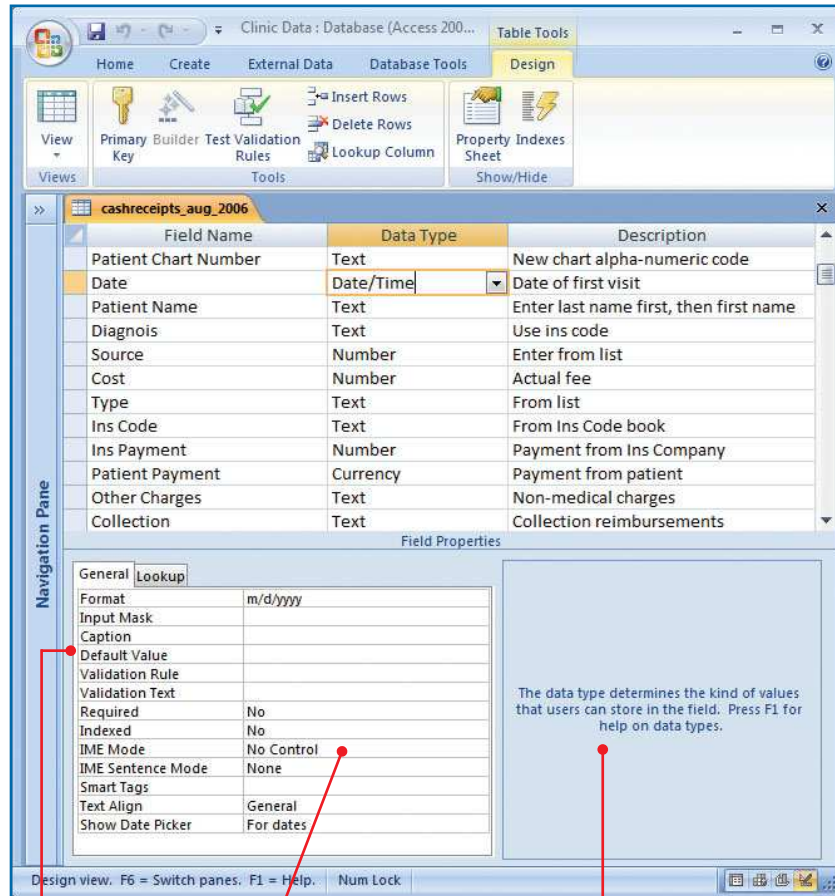 Clinic Data : Database (Access 200...
Table Tools
Home Create External Data Database Tools Design
View
Primary Key
Builder
Test Validation Rules
Insert Rows
Delete Rows
Lookup Column
Property Sheet
Indexes
Views Tools Show/Hide
cashreceipts_aug_2006
Field Name Data Type Description
Patient Chart Number Text New chart alpha-numeric code
Date Date/Time Date of first visit
Patient Name Text Enter last name first, then first name
Diagnois Text Use ins code
Source Number Enter from list
Cost Number Actual fee
Type Text From list
Ins Code Text From Ins Code book
Ins Payment Number Payment from Ins Company
Patient Payment Currency Payment from patient
Other Charges Text Non-medical charges
Collection Text Collection reimbursements
Navigation Pane
Field Properties
General Lookup
Format m/d/yyyy
Input Mask
Caption
Default Value
Validation Rule
Validation Text
Required No
Indexed No
IME Mode No Control
IME Sentence Mode None
Smart Tags
Text Align General
Show Date Picker For dates
The data type determines the kind of values
that users can store in the field. Press F1 for
help on data types.
Design view. F6 = Switch panes. F1 = Help. Num Lock